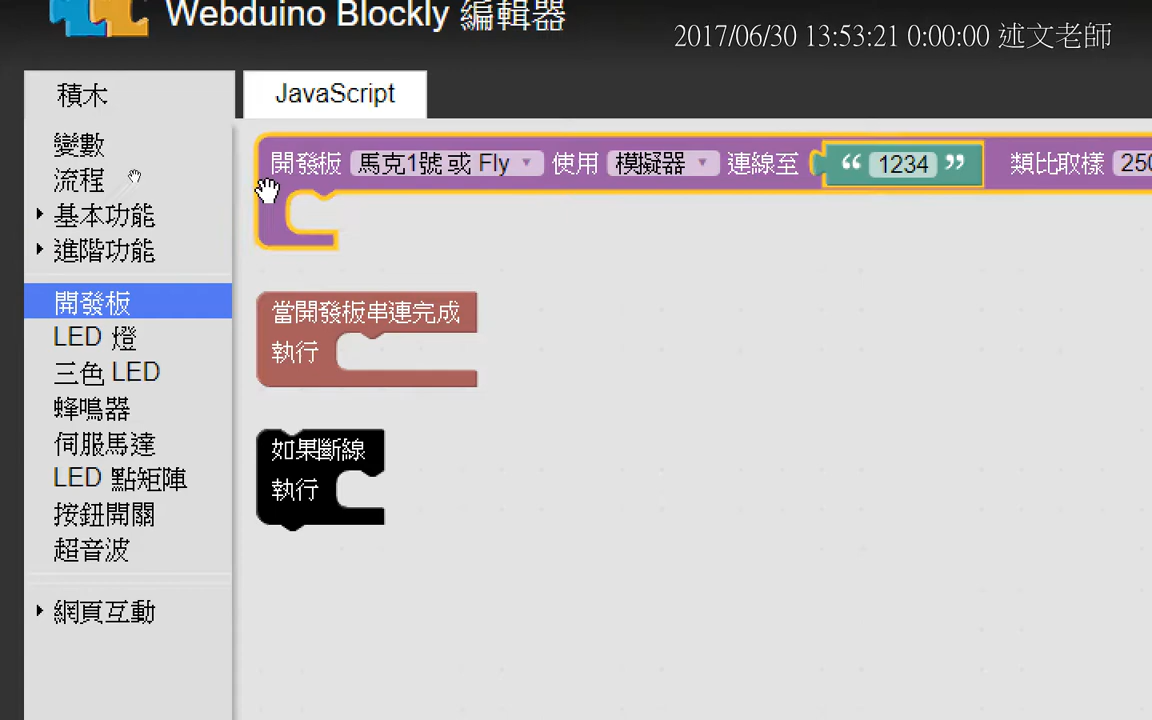 Webduino Blockly 編輯器
2017/06/30 13:53:21 0:00:00 述文老師
積木
JavaScript
變數
流程
基本功能
進階功能
開發板
LED 燈
三色 LED
蜂鳴器
伺服馬達
LED 點矩陣
按鈕開關
超音波
網頁互動
開發板 馬克1號 或 Fly 使用 模擬器 連線至 “ 1234 ” 類比取樣 250
當開發板串連完成
執行
如果斷線
執行